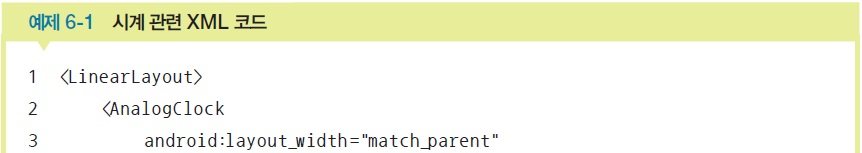 예제 6-1 시계 관련 XML 코드
1 <LinearLayout>
2 <AnalogClock
3 android:layout_width="match_parent"